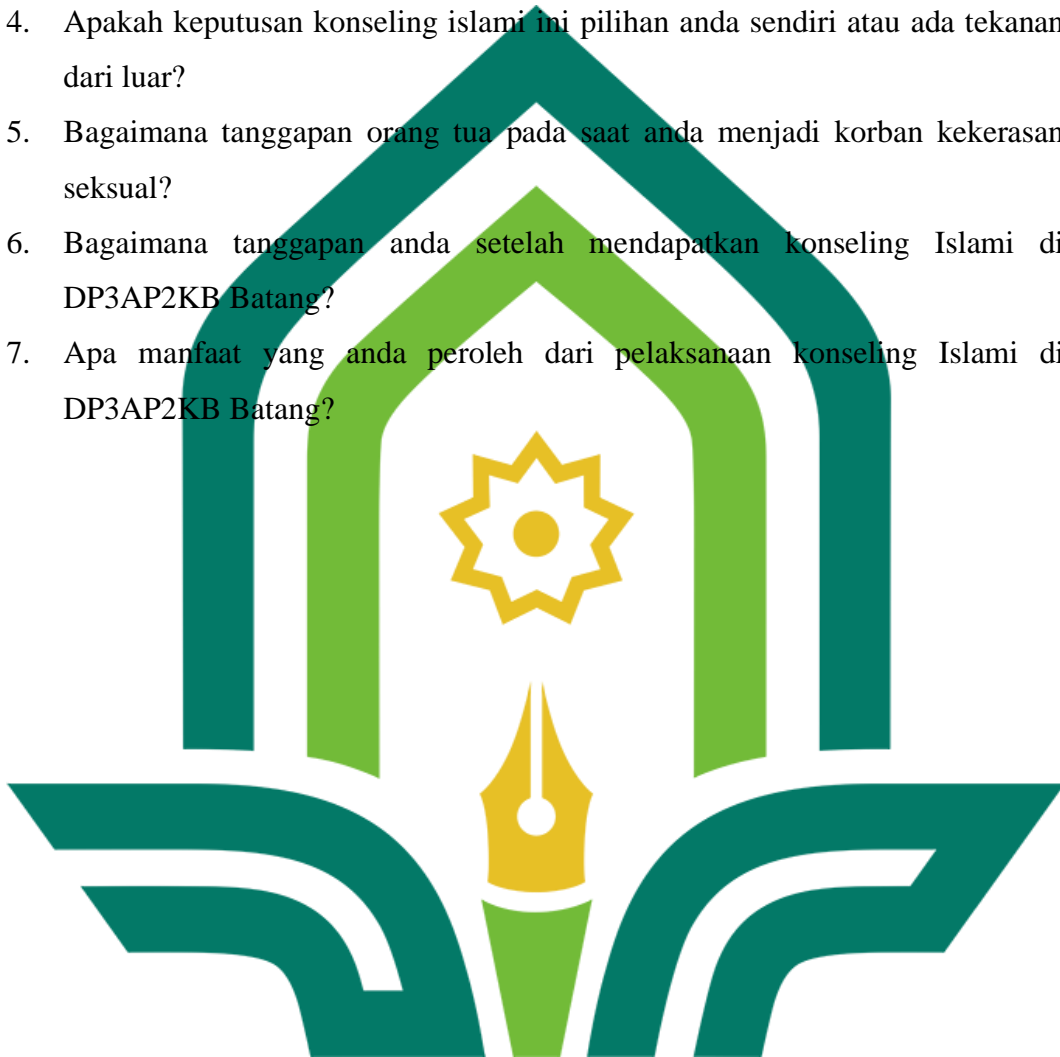 4. Apakah keputusan konseling islami ini pilihan anda sendiri atau ada tekanan
dari luar?
5. Bagaimana tanggapan orang tua pada saat anda menjadi korban kekerasan
seksual?
6. Bagaimana tanggapan anda setelah mendapatkan konseling Islami di
DP3AP2KB Batang?
7. Apa manfaat yang anda peroleh dari pelaksanaan konseling Islami di
DP3AP2KB Batang?